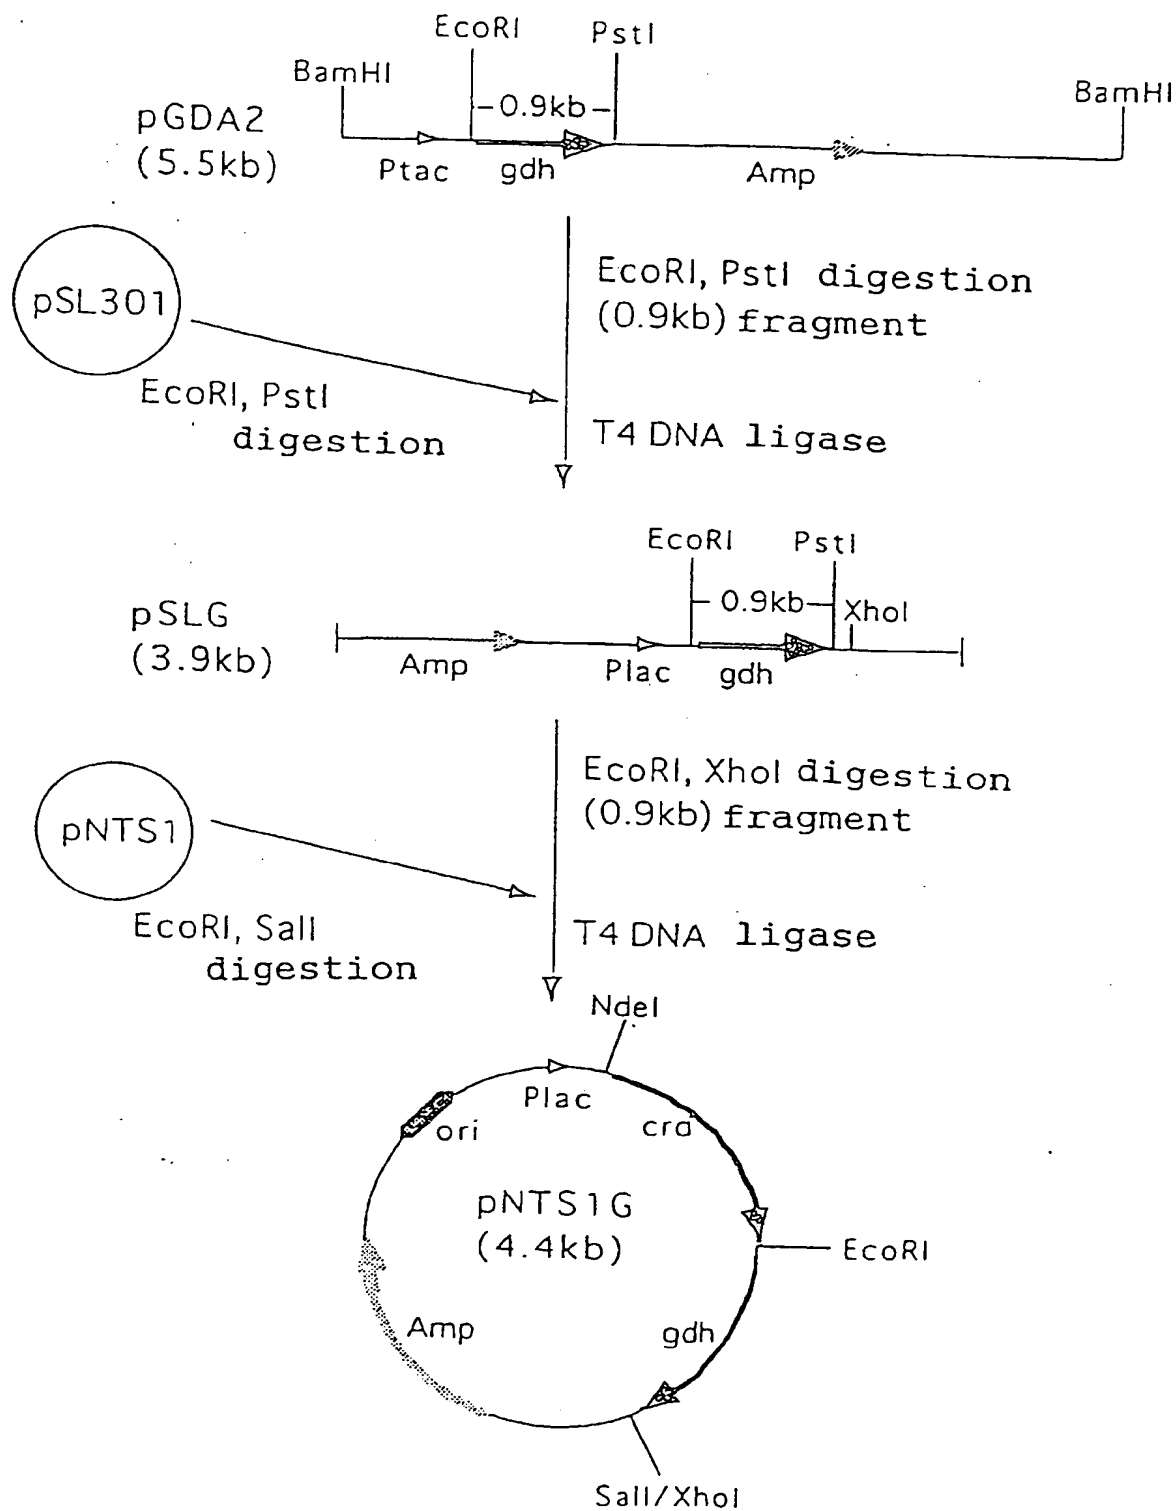 EcoRI PstI
BamHI
BamHI
0.9kb
pGDA2
(5.5kb)
Ptac gdh Amp
pSL301
EcoRI, PstI digestion
(0.9kb) fragment
EcoRI, PstI
digestion
T4 DNA ligase
EcoRI PstI
0.9kb
XhoI
pSLG
(3.9kb)
Amp Plac gdh
EcoRI, XhoI digestion
(0.9kb) fragment
pNTS1
EcoRI, SalI
digestion
T4 DNA ligase
NdeI
Plac
ori
crd
pNTS1G
(4.4kb)
EcoRI
Amp
gdh
SalI/XhoI